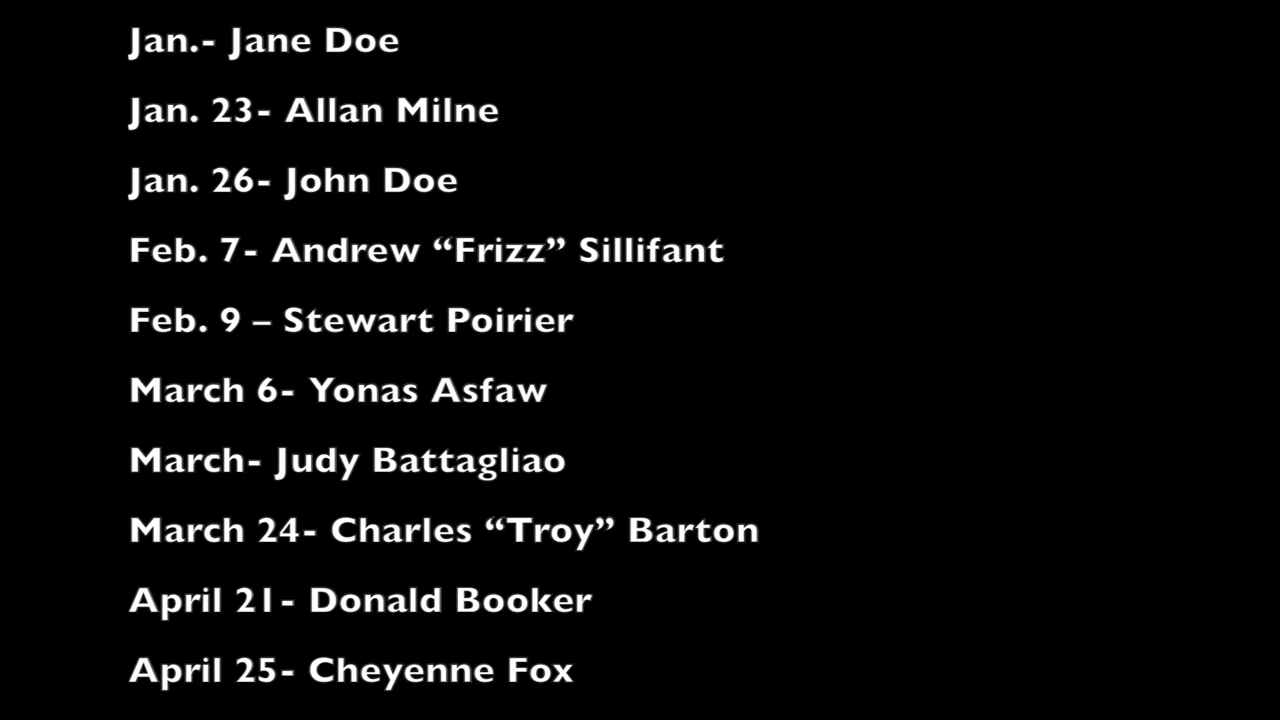 Jan.- Jane Doe
Jan. 23- Allan Milne
Jan. 26- John Doe
Feb. 7- Andrew “Frizz” Sillifant
Feb. 9 – Stewart Poirier
March 6- Yonas Asfaw
March- Judy Battagliao
March 24- Charles “Troy” Barton
April 21- Donald Booker
April 25- Cheyenne Fox